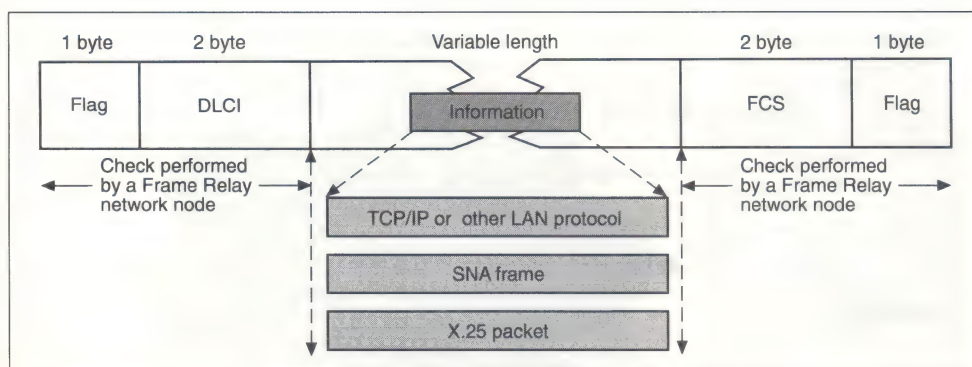 1 byte
2 byte
Variable length
2 byte
1 byte
Flag
DLCI
Information
FCS
Flag
Check performed
by a Frame Relay
network node
Check performed
by a Frame Relay
network node
TCP/IP or other LAN protocol
SNA frame
X.25 packet